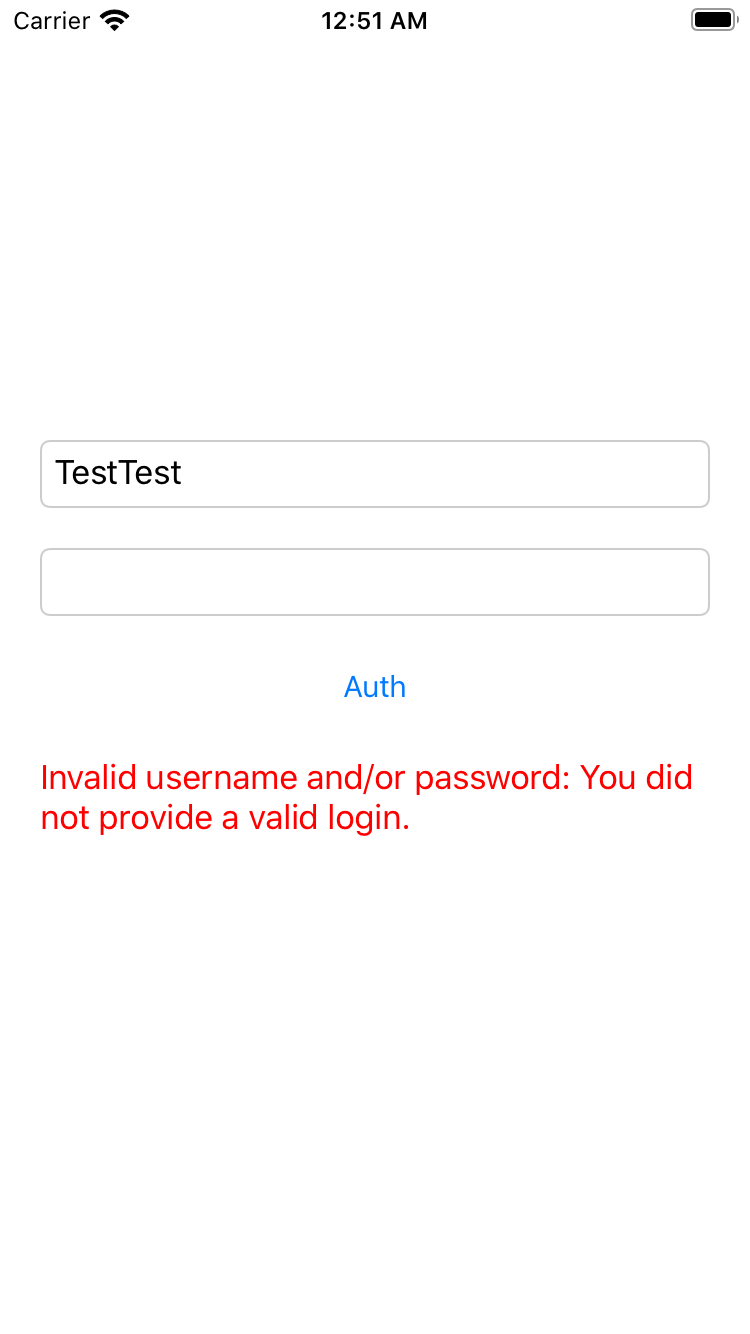 Carrier 12:51 AM
TestTest
Auth
Invalid username and/or password: You did
not provide a valid login.